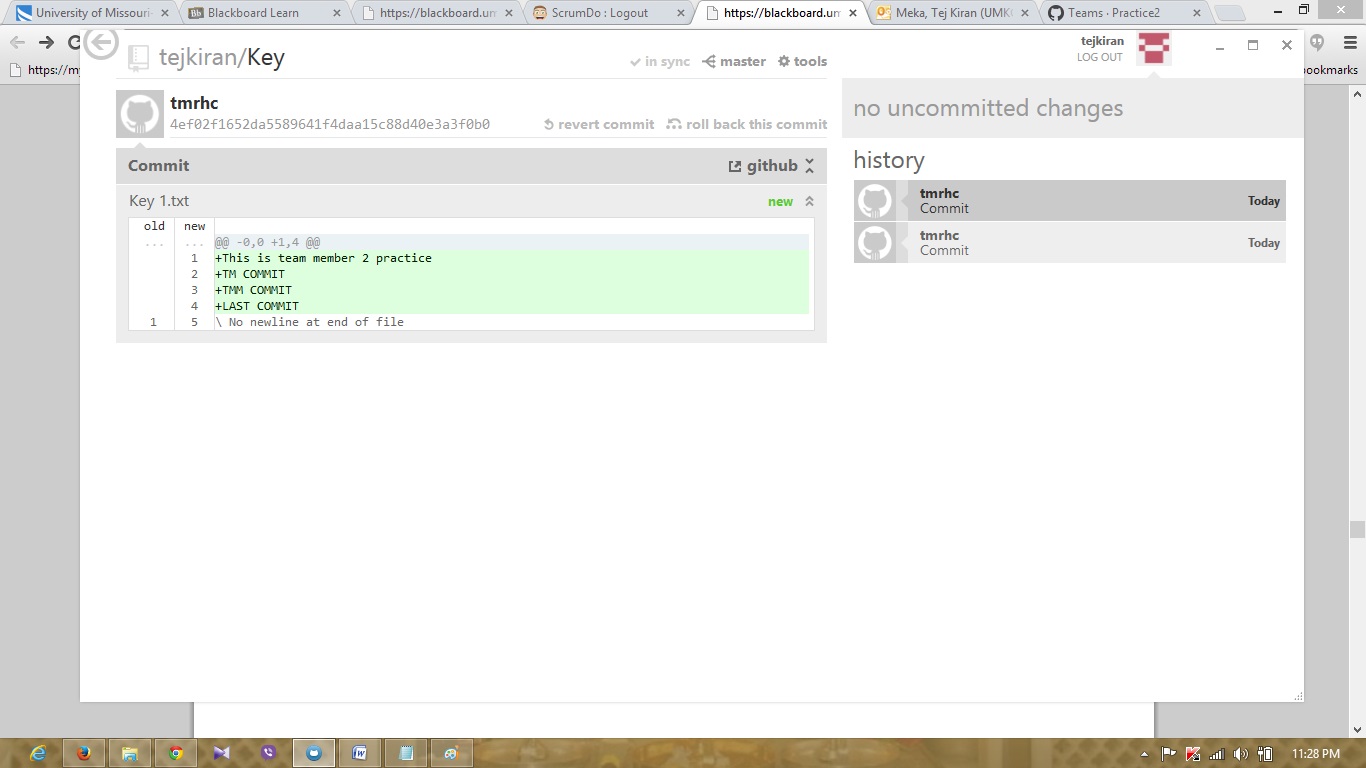 University of Missouri-
Blackboard Learn
https://blackboard.um
ScrumDo : Logout
https://blackboard.um
Meka, Tej Kiran (UMK
Teams · Practice2
https://m
bookmarks
tejkiran/Key
in sync
master
tools
tejkiran
LOG OUT
tmrhc
4ef02f1652da5589641f4daa15c88d40e3a3f0b0
revert commit
roll back this commit
no uncommitted changes
Commit
github
history
Key 1.txt
new
tmrhc
Commit
Today
tmrhc
Commit
Today
old new
... ... @@ -0,0 +1,4 @@
1 +This is team member 2 practice
2 +TM COMMIT
3 +TMM COMMIT
4 +LAST COMMIT
1 5 \ No newline at end of file
11:28 PM